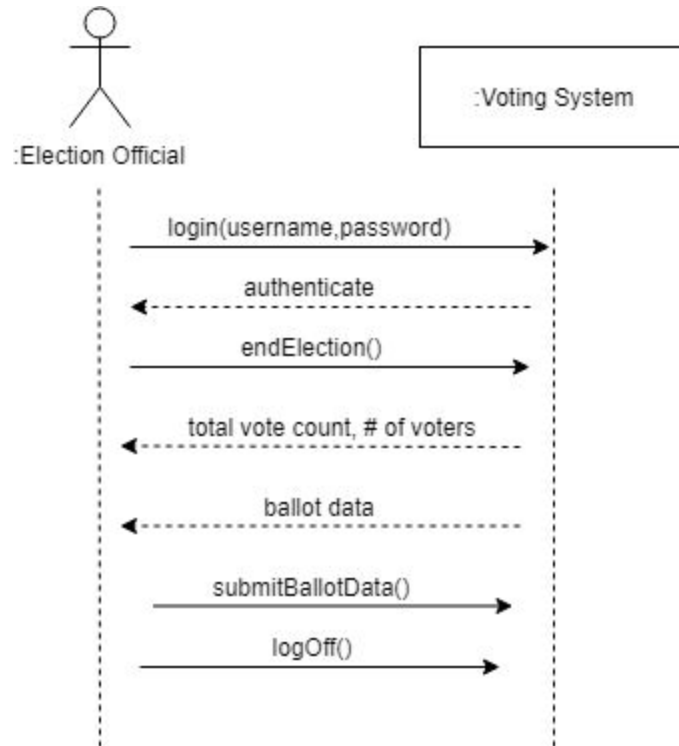 :Voting System
:Election Official
login(username,password)
authenticate
endElection()
total vote count, # of voters
ballot data
submitBallotData()
logOff()